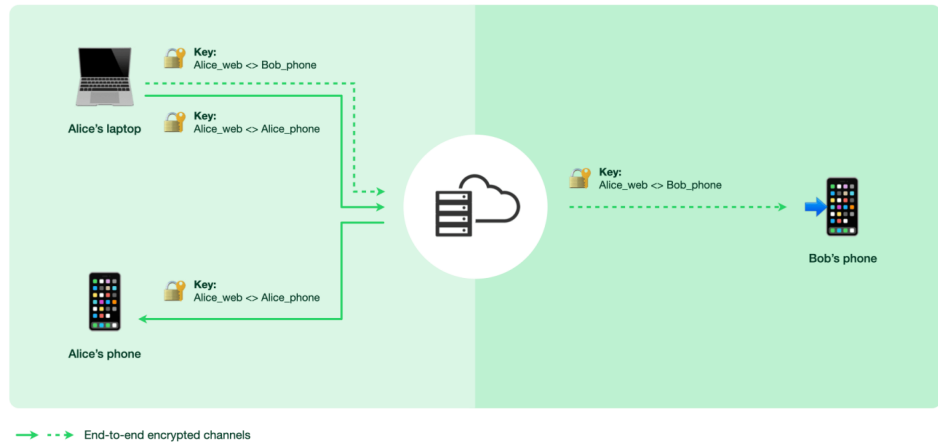 Key:
Alice_web <> Bob_phone
Alice's laptop
Key:
Alice_web <> Alice_phone
Key:
Alice_web <> Bob_phone
Bob's phone
Key:
Alice_web <> Alice_phone
Alice's phone
End-to-end encrypted channels